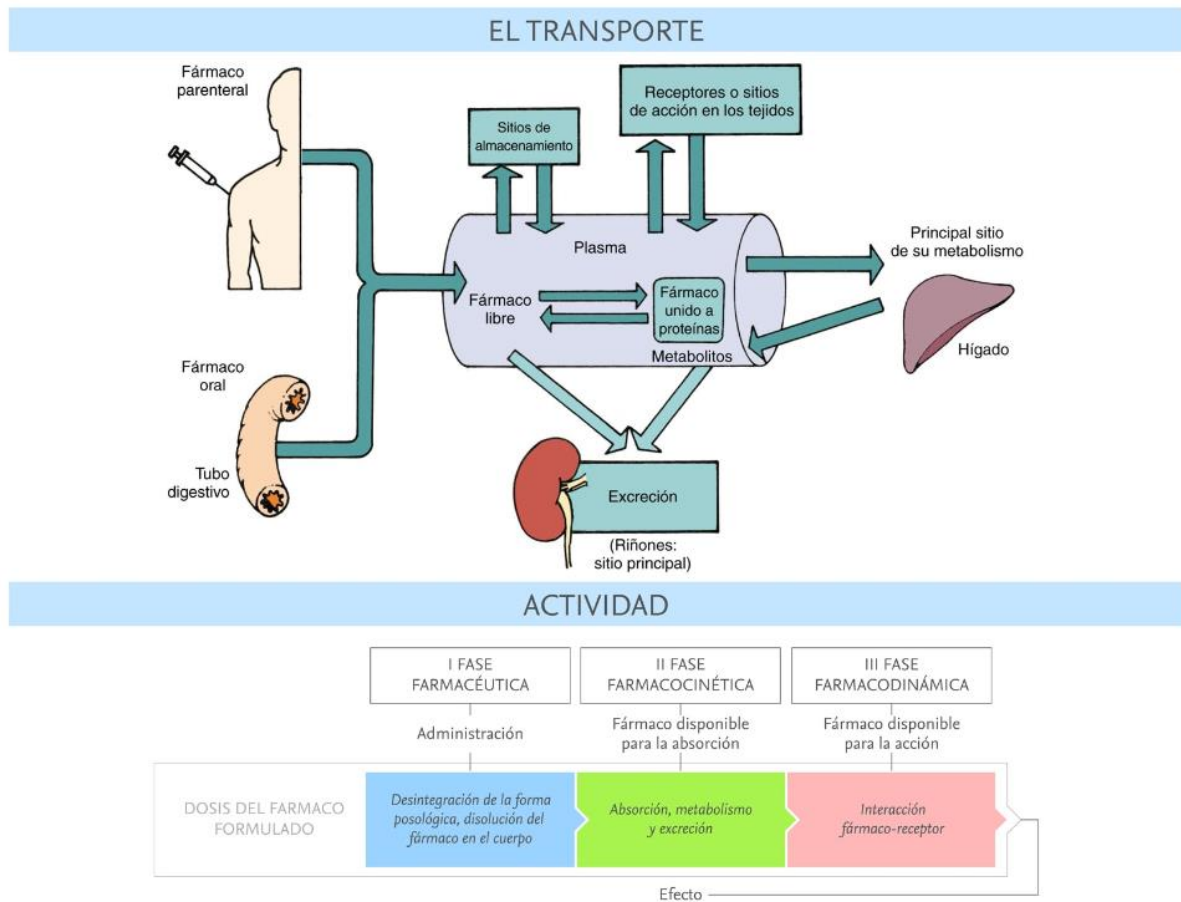 EL TRANSPORTE
Fármaco
parenteral
Sitios de
almacenamiento
Receptores o sitios
de acción en los tejidos
Plasma
Principal sitio
de su metabolismo
Fármaco
libre
Fármaco
unido a
proteínas
Metabolitos
Hígado
Fármaco
oral
Tubo
digestivo
Excreción
(Riñones:
sitio principal)
ACTIVIDAD
I FASE
FARMACÉUTICA
II FASE
FARMACOCINÉTICA
III FASE
FARMACODINÁMICA
Administración
Fármaco disponible
para la absorción
Fármaco disponible
para la acción
DOSIS DEL FARMACO
FORMULADO
Desintegración de la forma
posológica, disolución del
fármaco en el cuerpo
Absorción, metabolismo
y excreción
Interacción
fármaco-receptor
Efecto